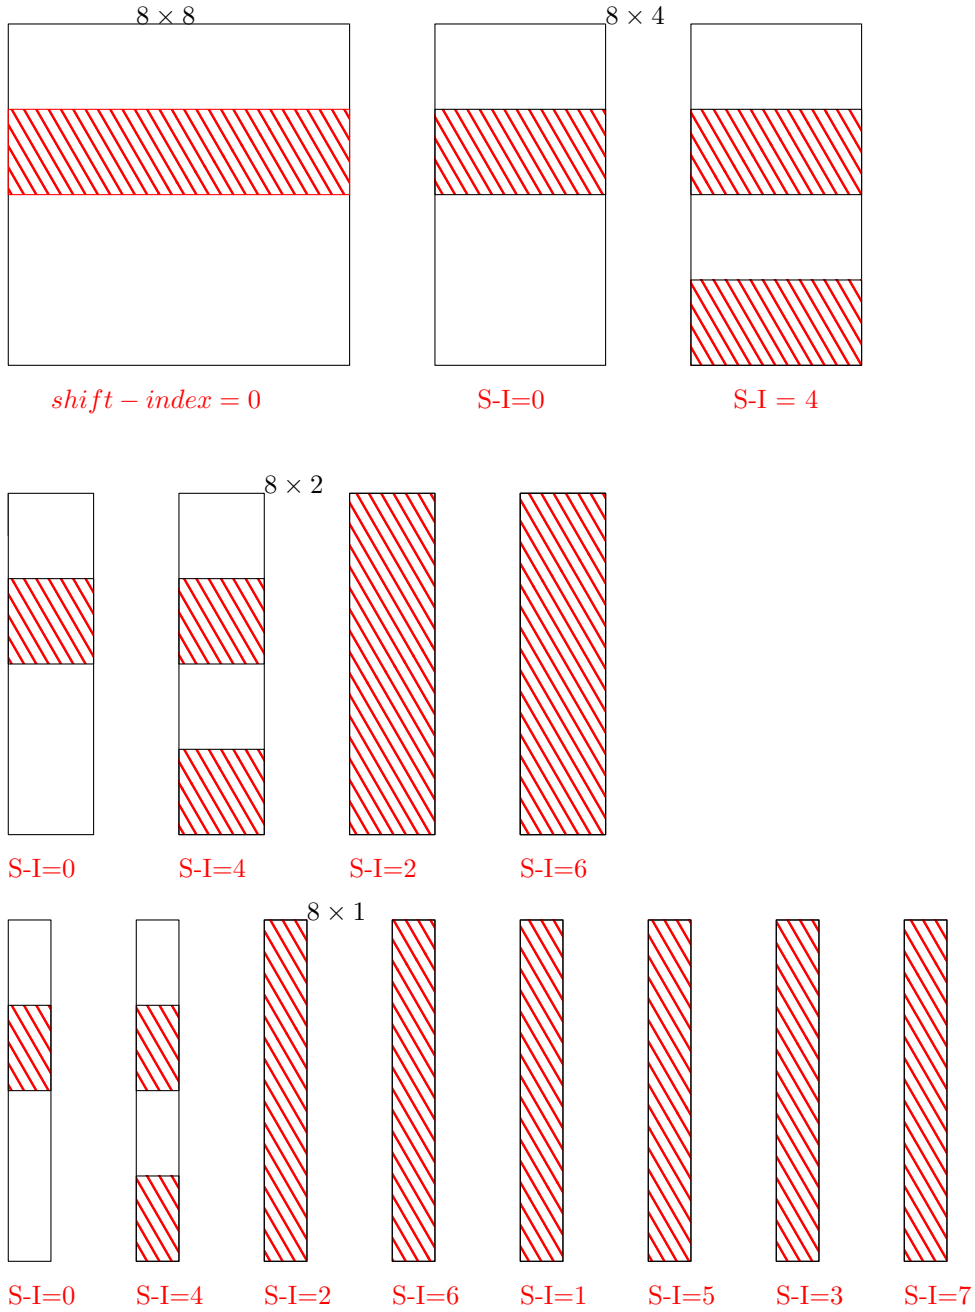 8 × 8
8 × 4
shift − index = 0
S-I=0
S-I = 4
8 × 2
S-I=0
S-I=4
S-I=2
S-I=6
8 × 1
S-I=0
S-I=4
S-I=2
S-I=6
S-I=1
S-I=5
S-I=3
S-I=7